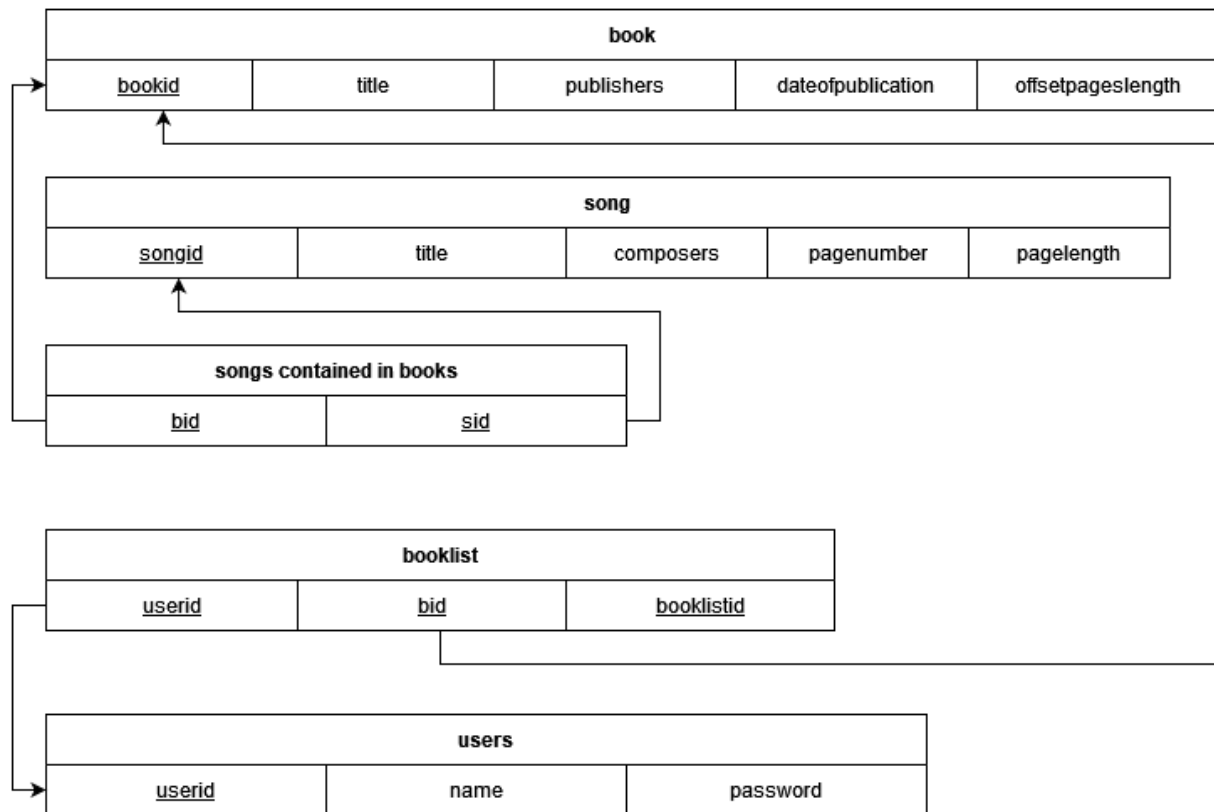 book
bookid title publishers dateofpublication offsetpageslength
song
songid title composers pagenumber pagelength
songs contained in books
bid sid
booklist
userid bid booklistid
users
userid name password